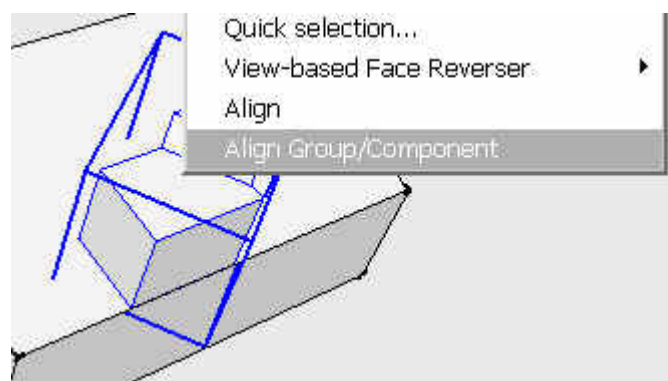 Quick selection...
View-based Face Reverser
Align
Align Group/Component